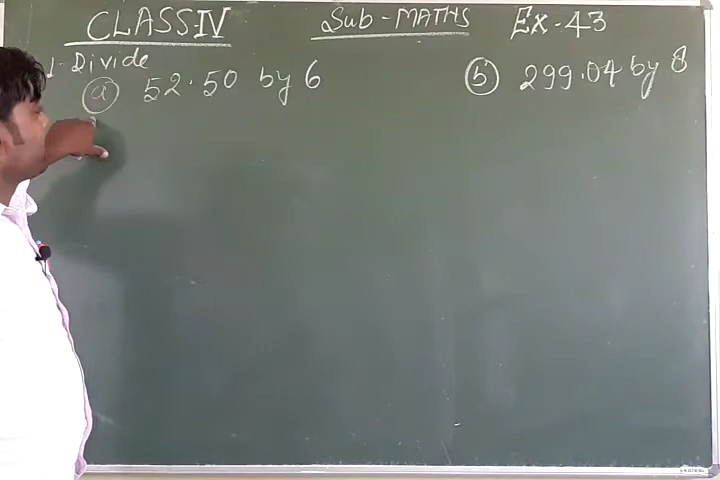 CLASS-IV Sub-MATHS Ex-43
1. Divide
(a) 52.50 by 6 (b) 299.04 by 8